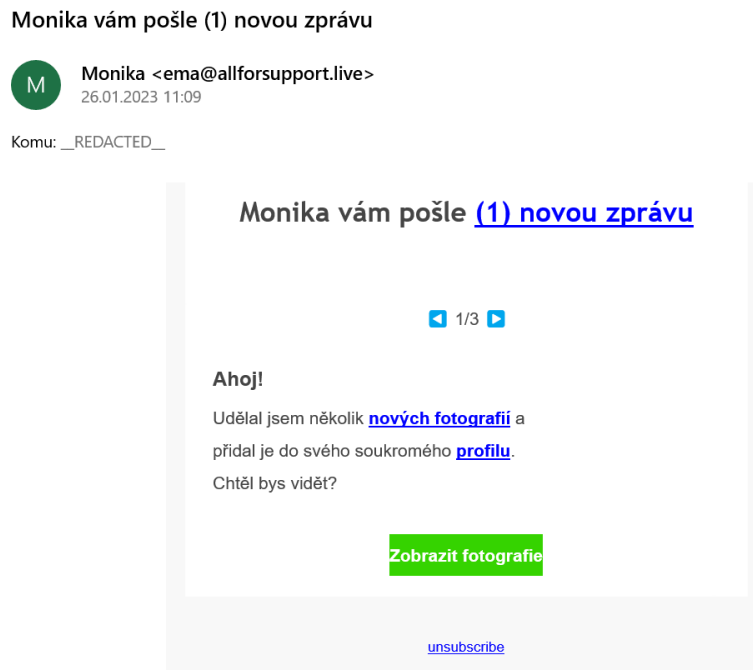 Monika vám pošle (1) novou zprávu
M
Monika <ema@allforsupport.live>
26.01.2023 11:09
Komu: __REDACTED__
Monika vám pošle (1) novou zprávu
1/3
Ahoj!
Udělal jsem několik nových fotografií a
přidal je do svého soukromého profilu.
Chtěl bys vidět?
Zobrazit fotografie
unsubscribe